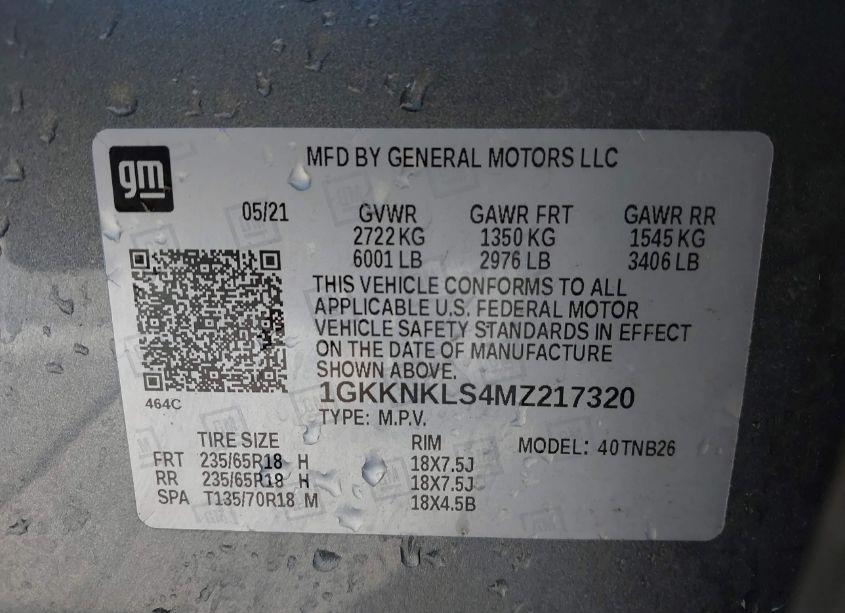 gm
MFD BY GENERAL MOTORS LLC
05/21 GVWR GAWR FRT GAWR RR
2722 KG 1350 KG 1545 KG
6001 LB 2976 LB 3406 LB
THIS VEHICLE CONFORMS TO ALL
APPLICABLE U.S. FEDERAL MOTOR
VEHICLE SAFETY STANDARDS IN EFFECT
ON THE DATE OF MANUFACTURE
SHOWN ABOVE.
1GKKNKLS4MZ217320
464C
TYPE: M.P.V.
TIRE SIZE RIM MODEL: 40TNB26
FRT 235/65R18 H 18X7.5J
RR 235/65R18 H 18X7.5J
SPA T135/70R18 M 18X4.5B